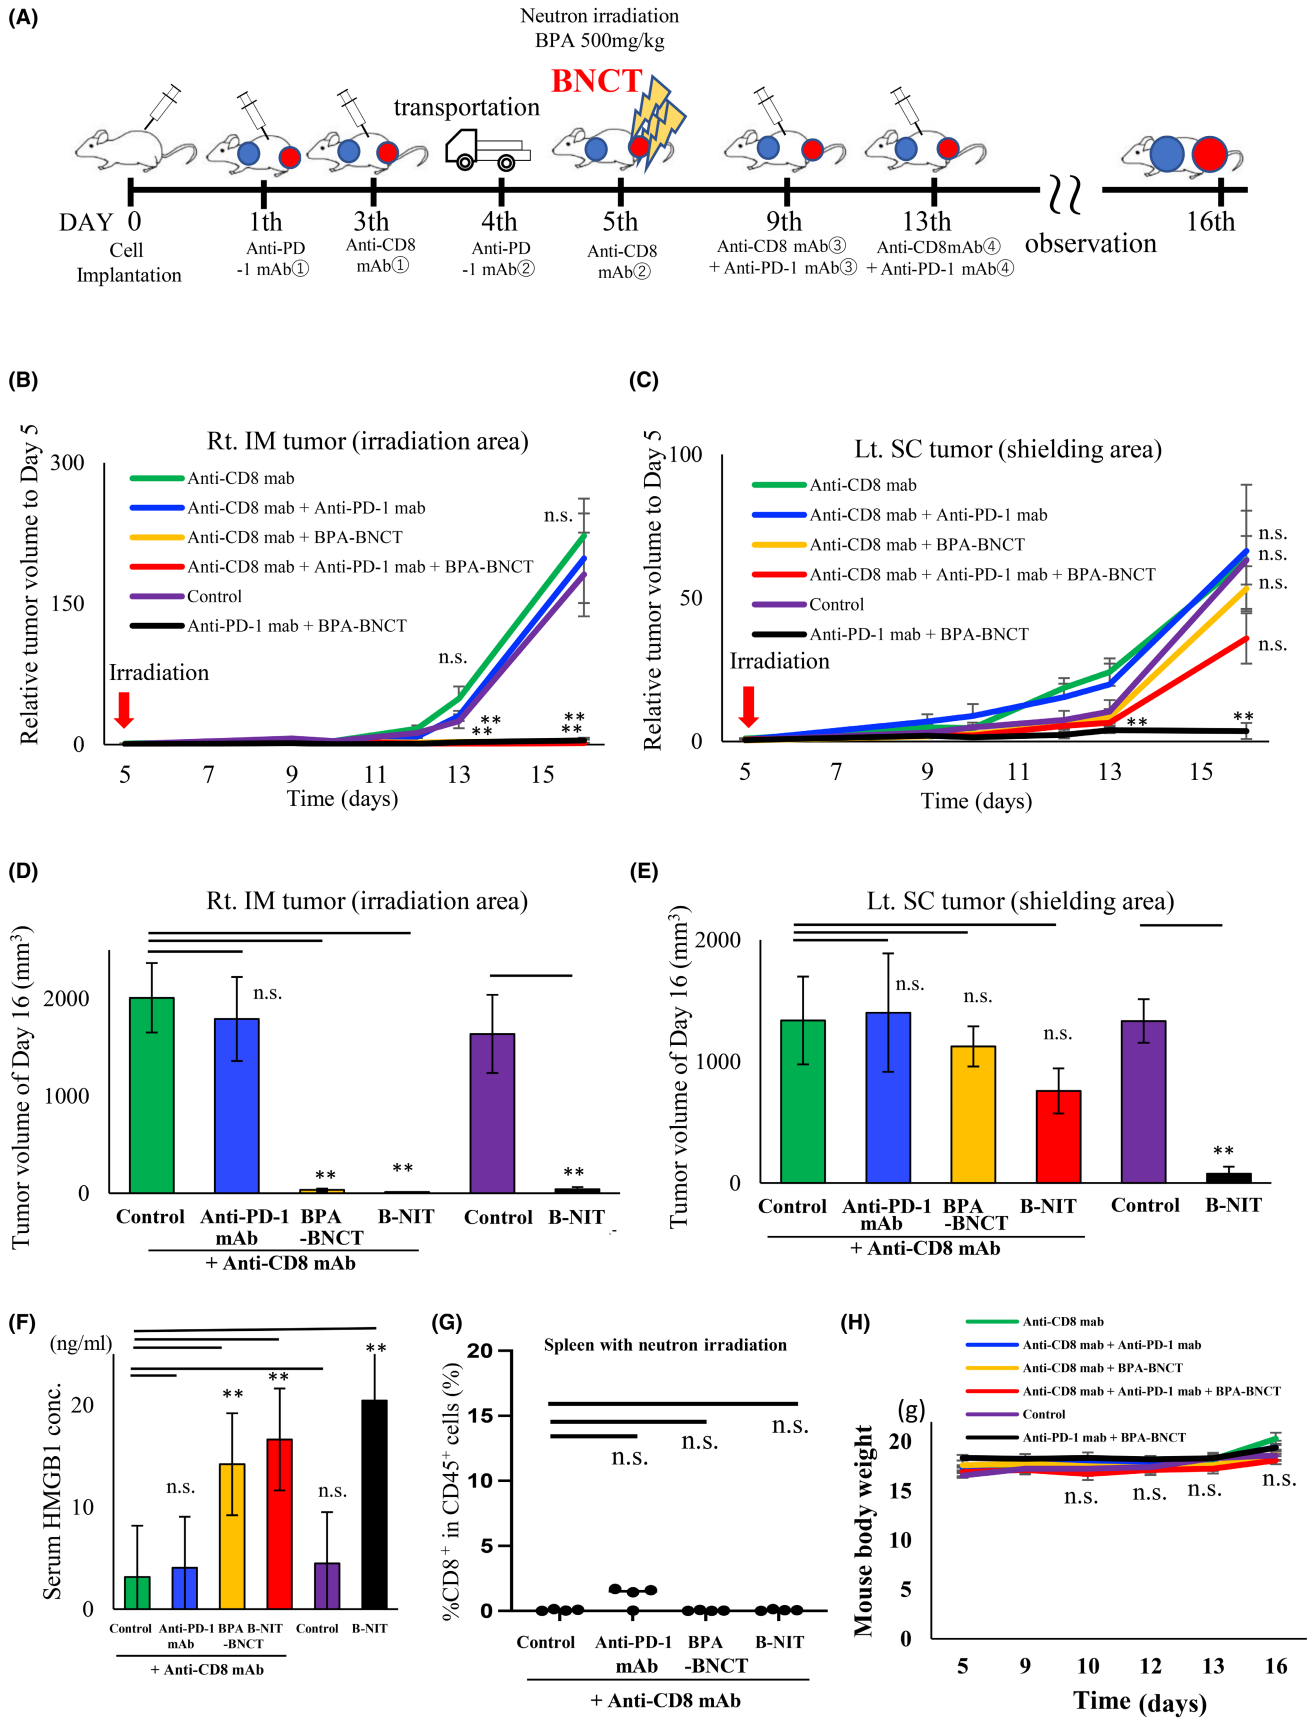 (A)
Neutron irradiation
BPA 500mg/kg
BNCT
transportation
DAY 0 1th 3th 4th 5th 9th 13th 16th
Cell
Implantation
Anti-PD
-1 mAb①
Anti-CD8
mAb①
Anti-PD
-1 mAb②
Anti-CD8
mAb②
Anti-CD8 mAb③
+ Anti-PD-1 mAb③
Anti-CD8mAb④
+ Anti-PD-1 mAb④
observation
(B)
Rt. IM tumor (irradiation area)
Relative tumor volume to Day 5
300
150
0
Anti-CD8 mab
Anti-CD8 mab + Anti-PD-1 mab
Anti-CD8 mab + BPA-BNCT
Anti-CD8 mab + Anti-PD-1 mab + BPA-BNCT
Control
Anti-PD-1 mab + BPA-BNCT
Irradiation
n.s.
n.s.
**
**
**
**
5 7 9 11 13 15
Time (days)
(C)
Lt. SC tumor (shielding area)
Relative tumor volume to Day 5
100
50
0
Anti-CD8 mab
Anti-CD8 mab + Anti-PD-1 mab
Anti-CD8 mab + BPA-BNCT
Anti-CD8 mab + Anti-PD-1 mab + BPA-BNCT
Control
Anti-PD-1 mab + BPA-BNCT
Irradiation
n.s.
n.s.
n.s.
n.s.
**
**
5 7 9 11 13 15
Time (days)
(D)
Rt. IM tumor (irradiation area)
Tumor volume of Day 16 (mm³)
2000
1000
0
n.s.
**
**
**
Control Anti-PD-1 BPA B-NIT Control B-NIT
mAb -BNCT
+ Anti-CD8 mAb
(E)
Lt. SC tumor (shielding area)
Tumor volume of Day 16 (mm³)
2000
1000
0
n.s.
n.s.
n.s.
**
Control Anti-PD-1 BPA B-NIT Control B-NIT
mAb -BNCT
+ Anti-CD8 mAb
(F)
(ng/ml)
Serum HMGB1 conc.
20
10
0
n.s.
**
**
n.s.
**
Control Anti-PD-1 BPA B-NIT Control B-NIT
mAb -BNCT
+ Anti-CD8 mAb
(G)
Spleen with neutron irradiation
%CD8⁺ in CD45⁺ cells (%)
20
15
10
5
0
n.s.
n.s.
n.s.
Control Anti-PD-1 BPA B-NIT
mAb -BNCT
+ Anti-CD8 mAb
(H)
Anti-CD8 mab
Anti-CD8 mab + Anti-PD-1 mab
Anti-CD8 mab + BPA-BNCT
Anti-CD8 mab + Anti-PD-1 mab + BPA-BNCT
Control
Anti-PD-1 mab + BPA-BNCT
(g)
Mouse body weight
20
15
10
5
0
n.s.
n.s.
n.s.
n.s.
5 9 10 12 13 16
Time (days)